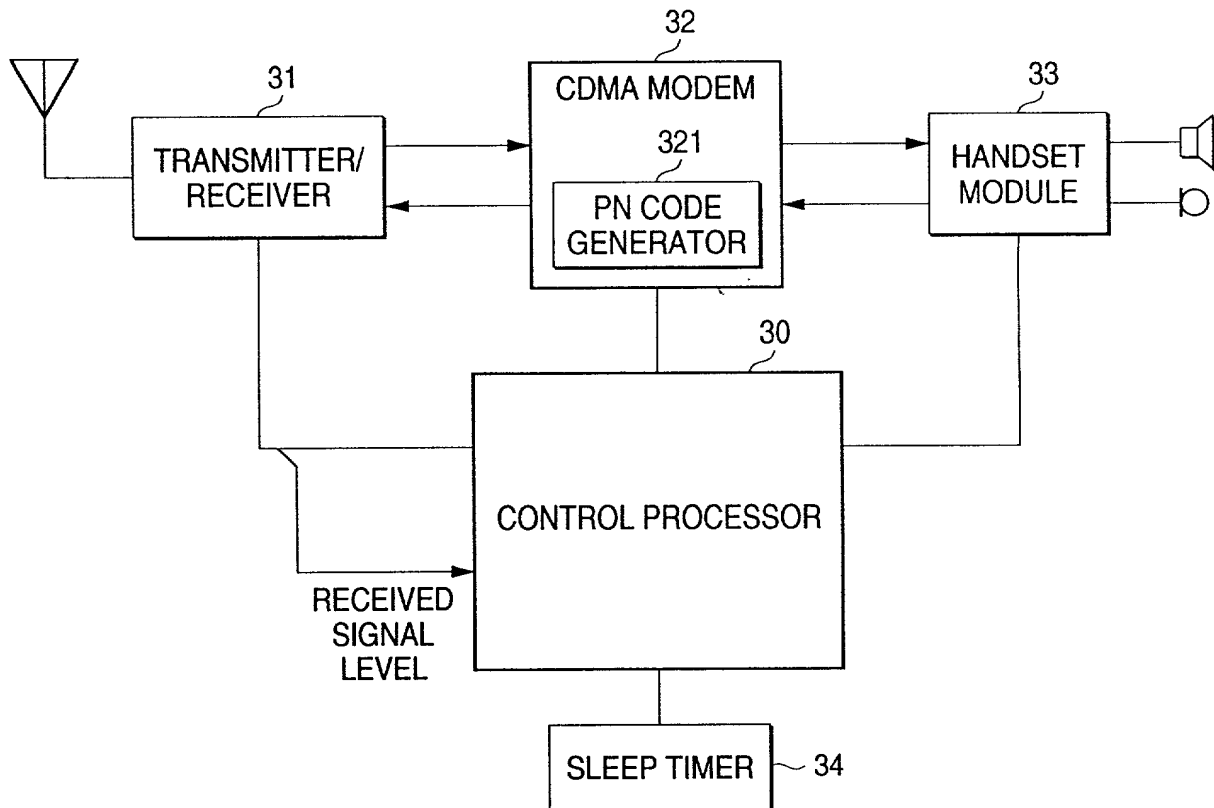 32
31
CDMA MODEM
33
321
TRANSMITTER/
RECEIVER
PN CODE
GENERATOR
HANDSET
MODULE
30
CONTROL PROCESSOR
RECEIVED
SIGNAL
LEVEL
SLEEP TIMER
34